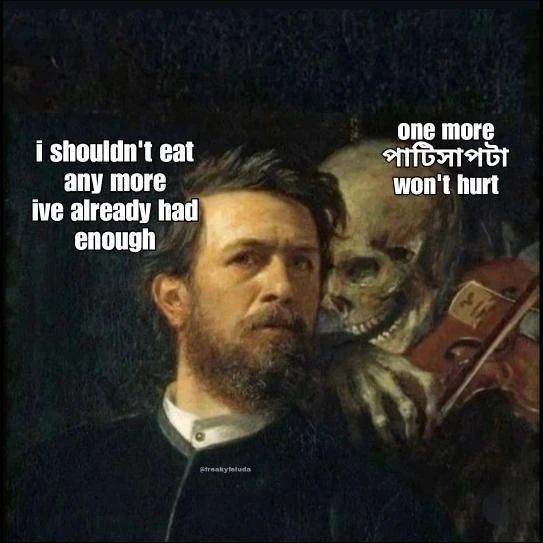 i shouldn't eat
any more
ive already had
enough
one more
পাটিসাপটা
won't hurt
@freakyfeluda